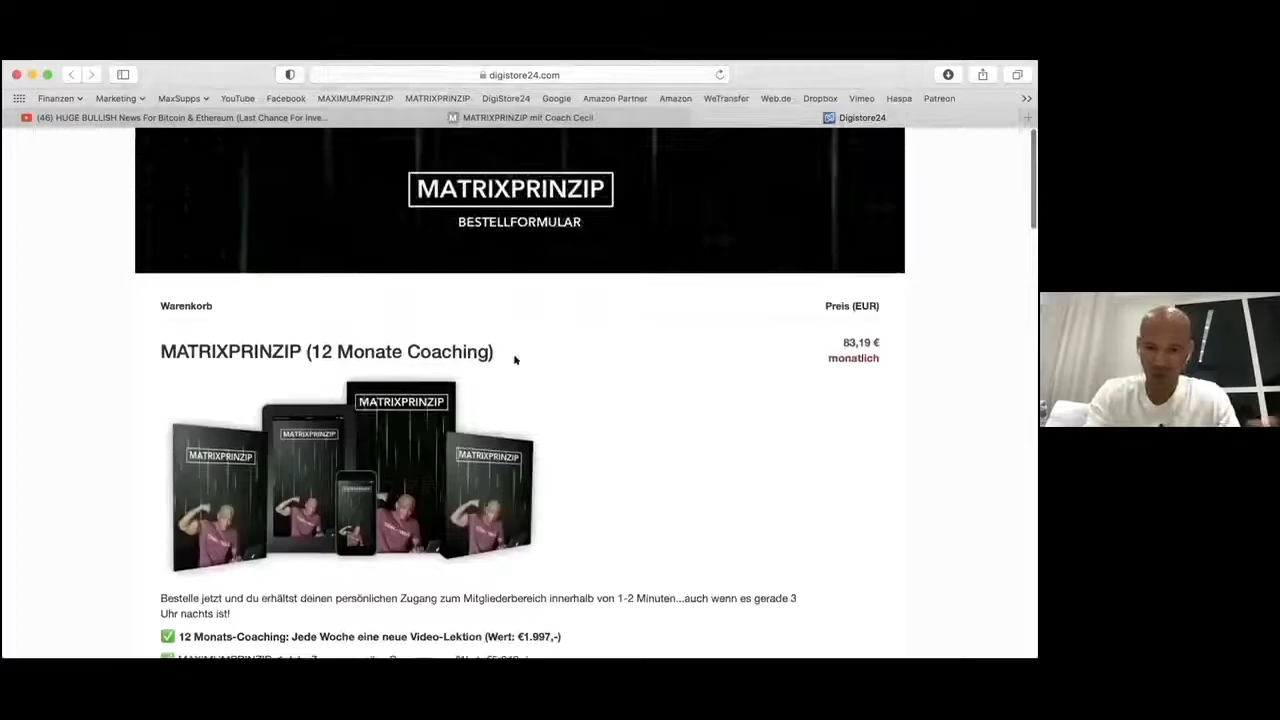 digistore24.com
Finanzen
Marketing
MaxSupps
YouTube
Facebook
MAXIMUMPRINZIP
MATRIXPRINZIP
DigiStore24
Google
Amazon Partner
Amazon
WeTransfer
Web.de
Dropbox
Vimeo
Haspa
Patreon
(46) HUGE BULLISH News For Bitcoin & Ethereum (Last Chance For Inve...
M MATRIXPRINZIP mit Coach Cecil
Digistore24
MATRIXPRINZIP
BESTELLFORMULAR
Warenkorb
Preis (EUR)
MATRIXPRINZIP (12 Monate Coaching)
83,19 €
monatlich
MATRIXPRINZIP
MATRIXPRINZIP
MATRIXPRINZIP
MATRIXPRINZIP
Bestelle jetzt und du erhältst deinen persönlichen Zugang zum Mitgliederbereich innerhalb von 1-2 Minuten...auch wenn es gerade 3
Uhr nachts ist!
12 Monats-Coaching: Jede Woche eine neue Video-Lektion (Wert: €1.997,-)